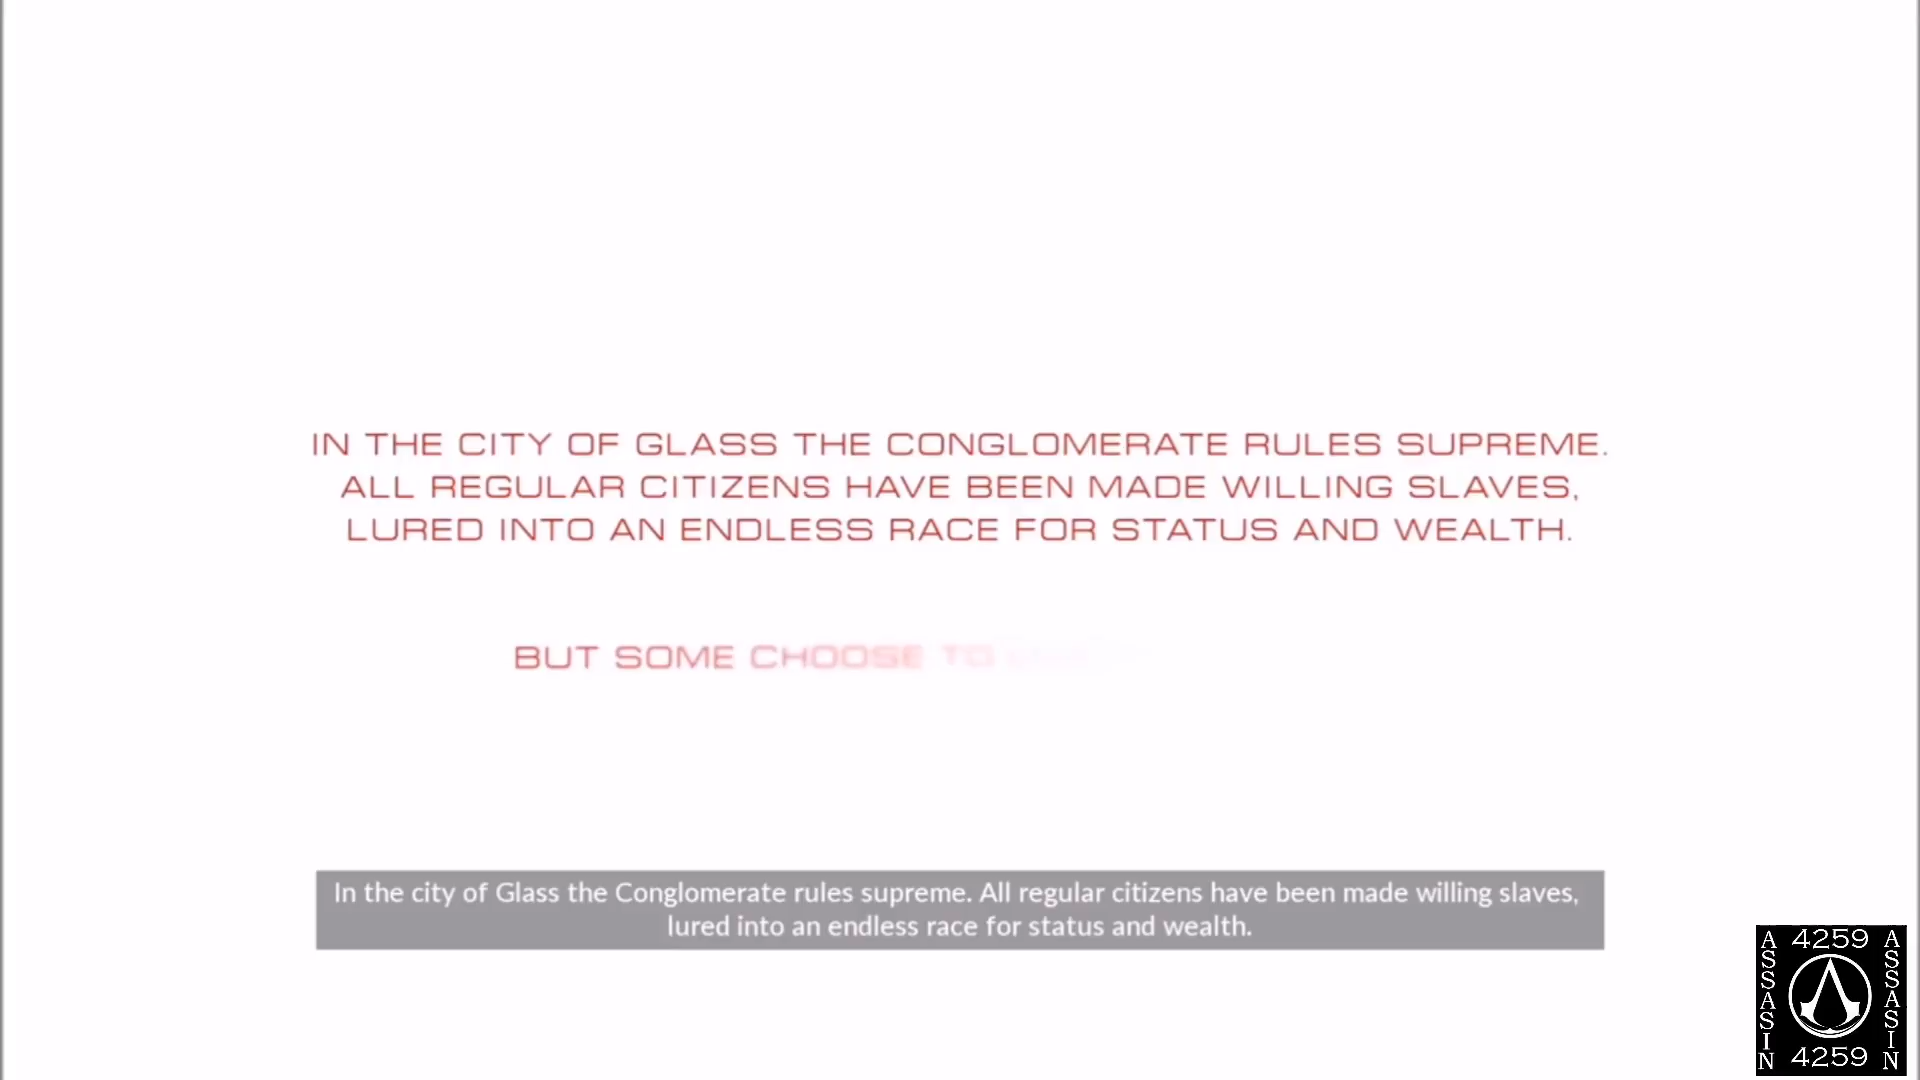 IN THE CITY OF GLASS THE CONGLOMERATE RULES SUPREME.
ALL REGULAR CITIZENS HAVE BEEN MADE WILLING SLAVES,
LURED INTO AN ENDLESS RACE FOR STATUS AND WEALTH.
BUT SOME CHOOSE TO
In the city of Glass the Conglomerate rules supreme. All regular citizens have been made willing slaves,
lured into an endless race for status and wealth.
4259
ASSASIN
ASSASIN
4259